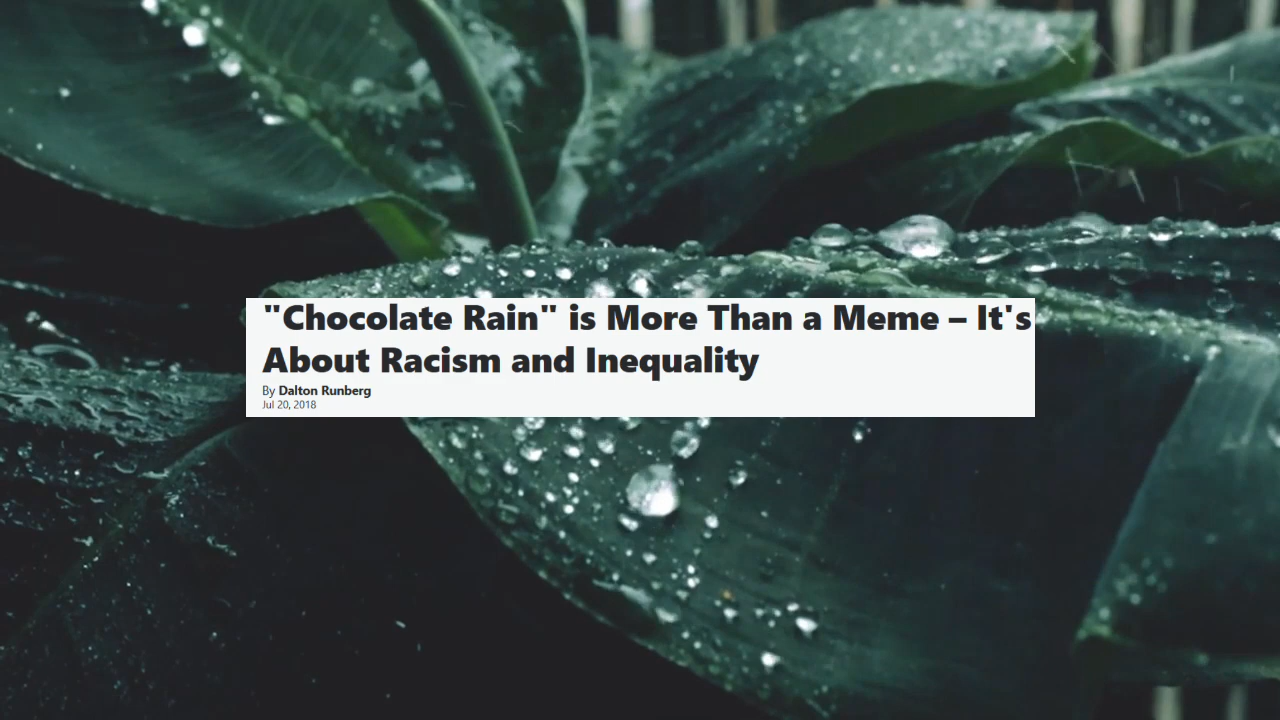 "Chocolate Rain" is More Than a Meme – It's
About Racism and Inequality
By Dalton Runberg
Jul 20, 2018